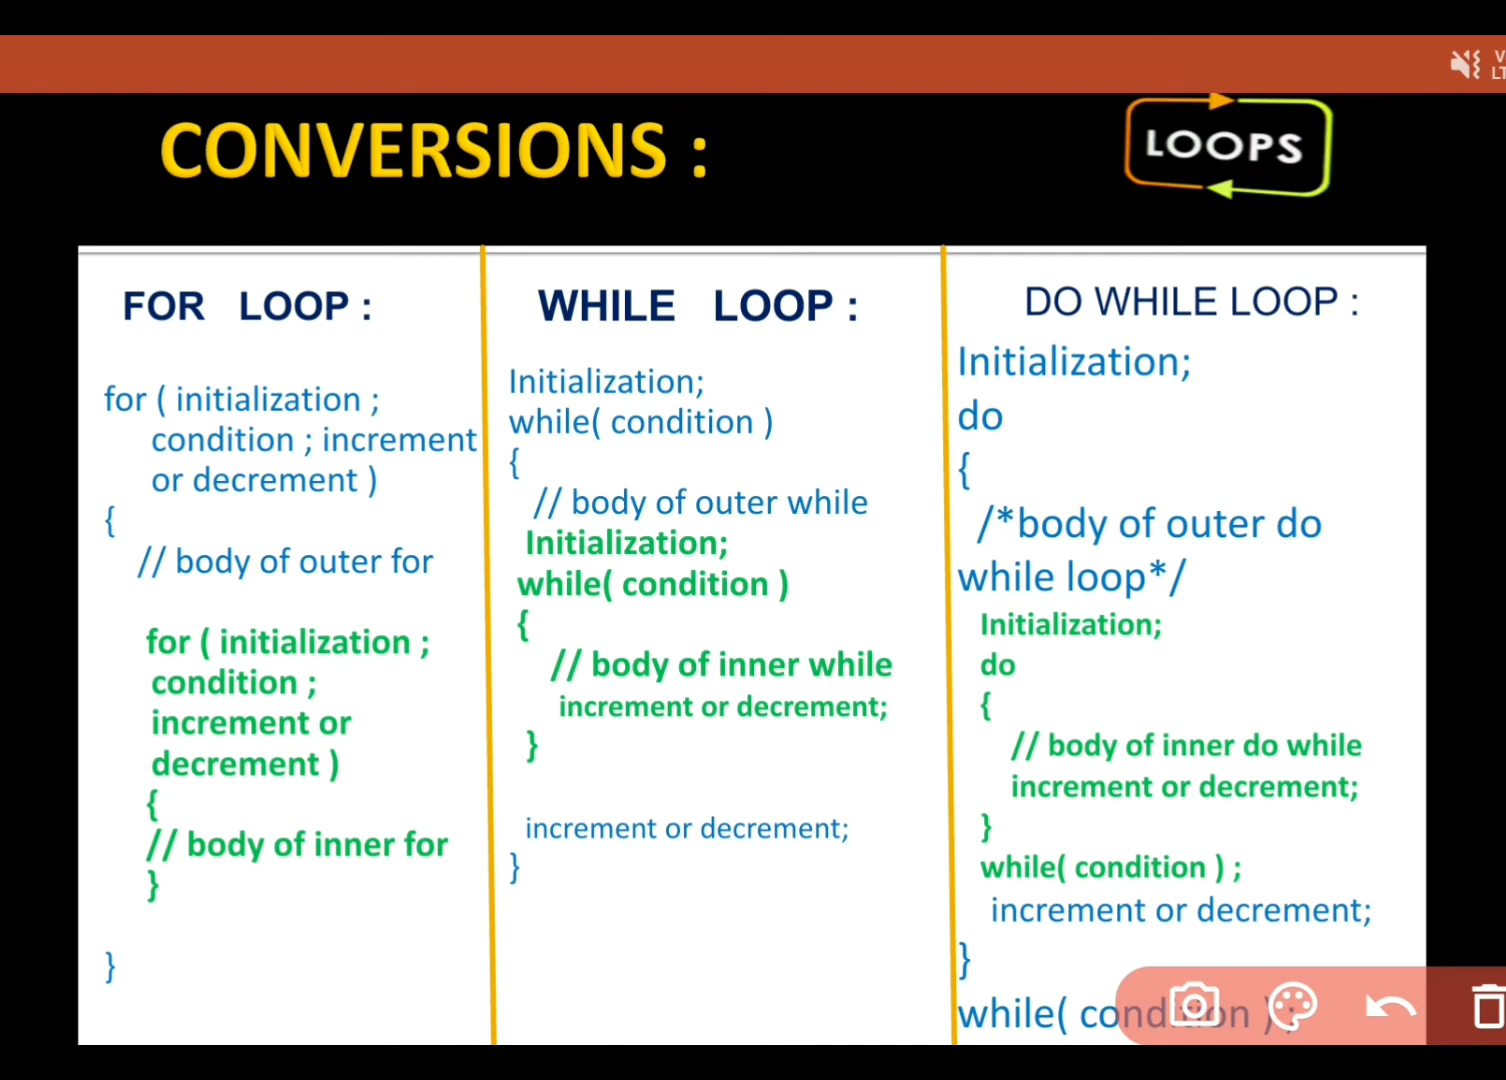 CONVERSIONS :
LOOPS
FOR LOOP :
for ( initialization ;
condition ; increment
or decrement )
{
// body of outer for
for ( initialization ;
condition ;
increment or
decrement )
{
// body of inner for
}
}
WHILE LOOP :
Initialization;
while( condition )
{
// body of outer while
Initialization;
while( condition )
{
// body of inner while
increment or decrement;
}
increment or decrement;
}
DO WHILE LOOP :
Initialization;
do
{
/*body of outer do
while loop*/
Initialization;
do
{
// body of inner do while
increment or decrement;
}
while( condition ) ;
increment or decrement;
}
while( condition ) ;